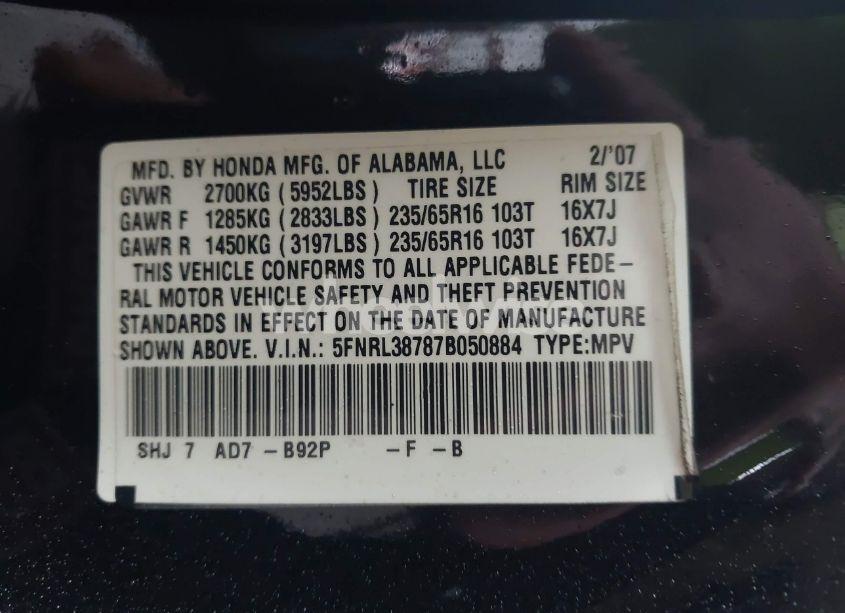 MFD. BY HONDA MFG. OF ALABAMA, LLC 2/'07
GVWR 2700KG ( 5952LBS ) TIRE SIZE RIM SIZE
GAWR F 1285KG ( 2833LBS ) 235/65R16 103T 16X7J
GAWR R 1450KG ( 3197LBS ) 235/65R16 103T 16X7J
THIS VEHICLE CONFORMS TO ALL APPLICABLE FEDE–
RAL MOTOR VEHICLE SAFETY AND THEFT PREVENTION
STANDARDS IN EFFECT ON THE DATE OF MANUFACTURE
SHOWN ABOVE. V.I.N.: 5FNRL38787B050884 TYPE:MPV
SHJ 7 AD7 –B92P –F –B